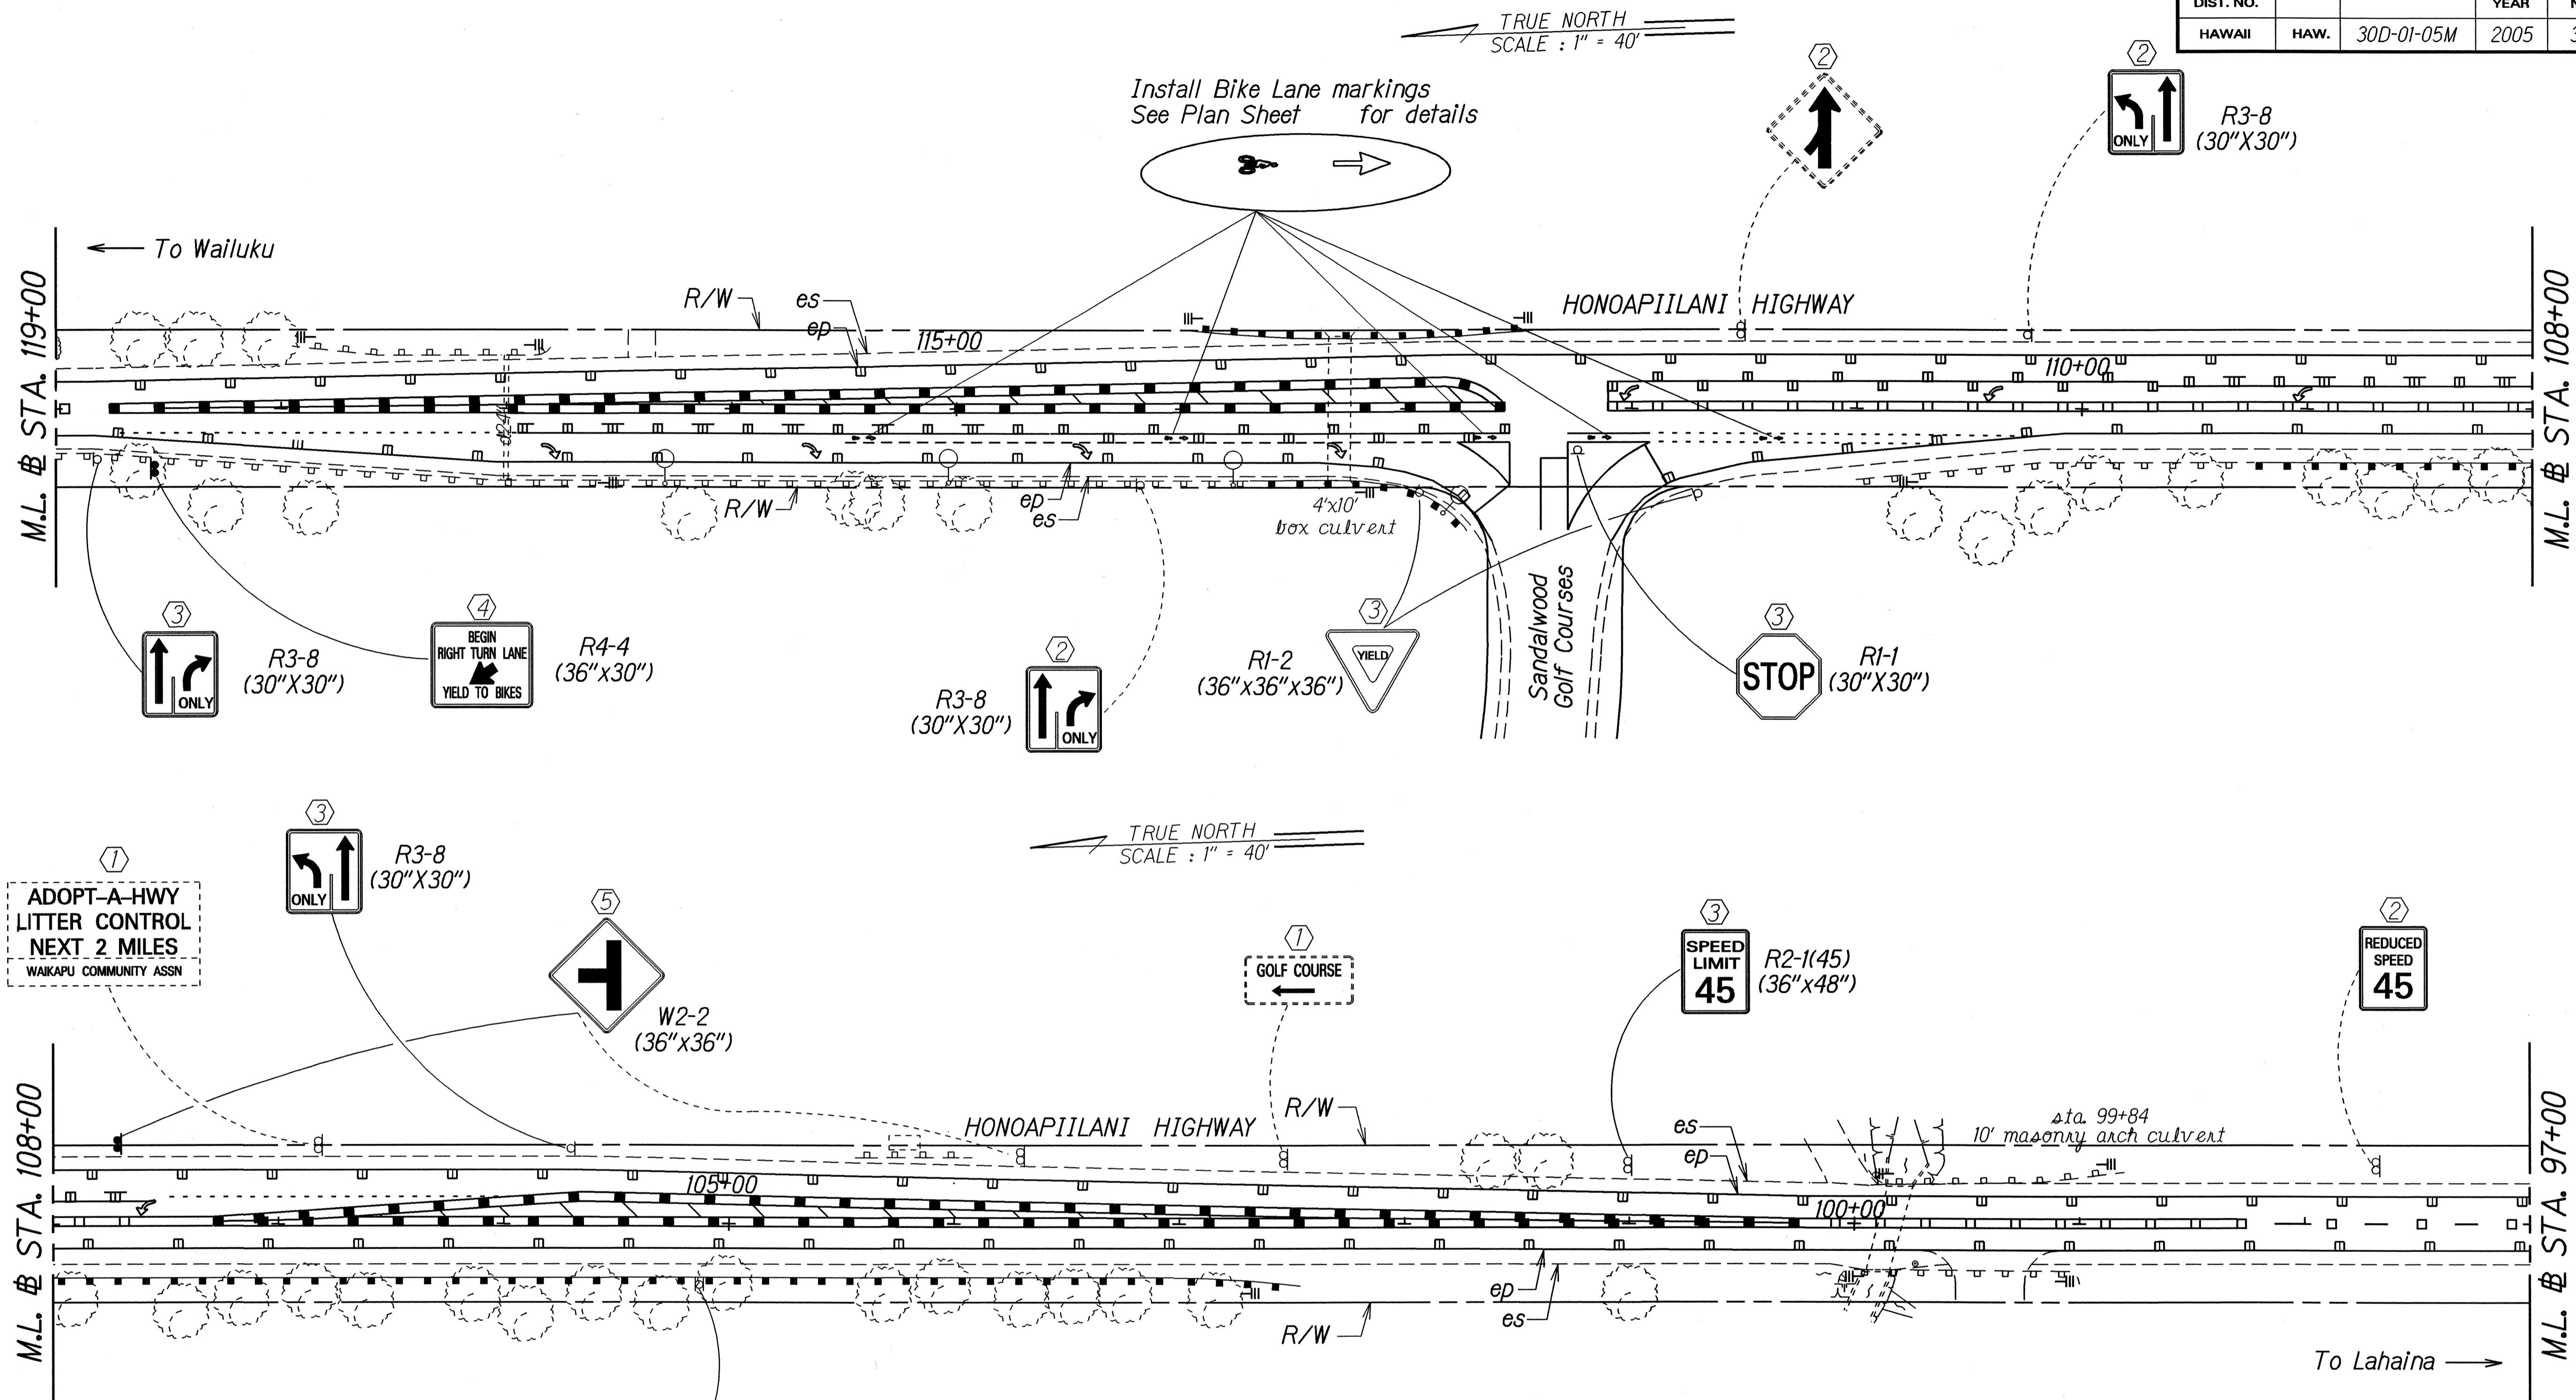 DIST. NO.
YEAR
HAWAII HAW. 30D-01-05M 2005
TRUE NORTH
SCALE : 1" = 40'
2
2
Install Bike Lane markings
See Plan Sheet for details
ONLY
R3-8
(30"X30")
To Wailuku
M.L. B STA. 119+00
R/W
es
ep
HONOAPIILANI HIGHWAY
115+00
110+00
M.L. B STA. 108+00
R/W
ep
es
4'x10'
box culvert
Sandalwood
Golf Courses
3
ONLY
R3-8
(30"X30")
4
BEGIN
RIGHT TURN LANE
YIELD TO BIKES
R4-4
(36"x30")
2
R3-8
(30"X30")
ONLY
3
R1-2
(36"x36"x36")
YIELD
3
STOP
R1-1
(30"X30")
TRUE NORTH
SCALE : 1" = 40'
1
ADOPT-A-HWY
LITTER CONTROL
NEXT 2 MILES
WAIKAPU COMMUNITY ASSN
3
ONLY
R3-8
(30"X30")
5
W2-2
(36"x36")
1
GOLF COURSE
3
SPEED
LIMIT
45
R2-1(45)
(36"x48")
2
REDUCED
SPEED
45
M.L. B STA. 108+00
HONOAPIILANI HIGHWAY
R/W
es
ep
sta. 99+84
10' masonry arch culvert
105+00
100+00
M.L. B STA. 97+00
ep
es
R/W
To Lahaina